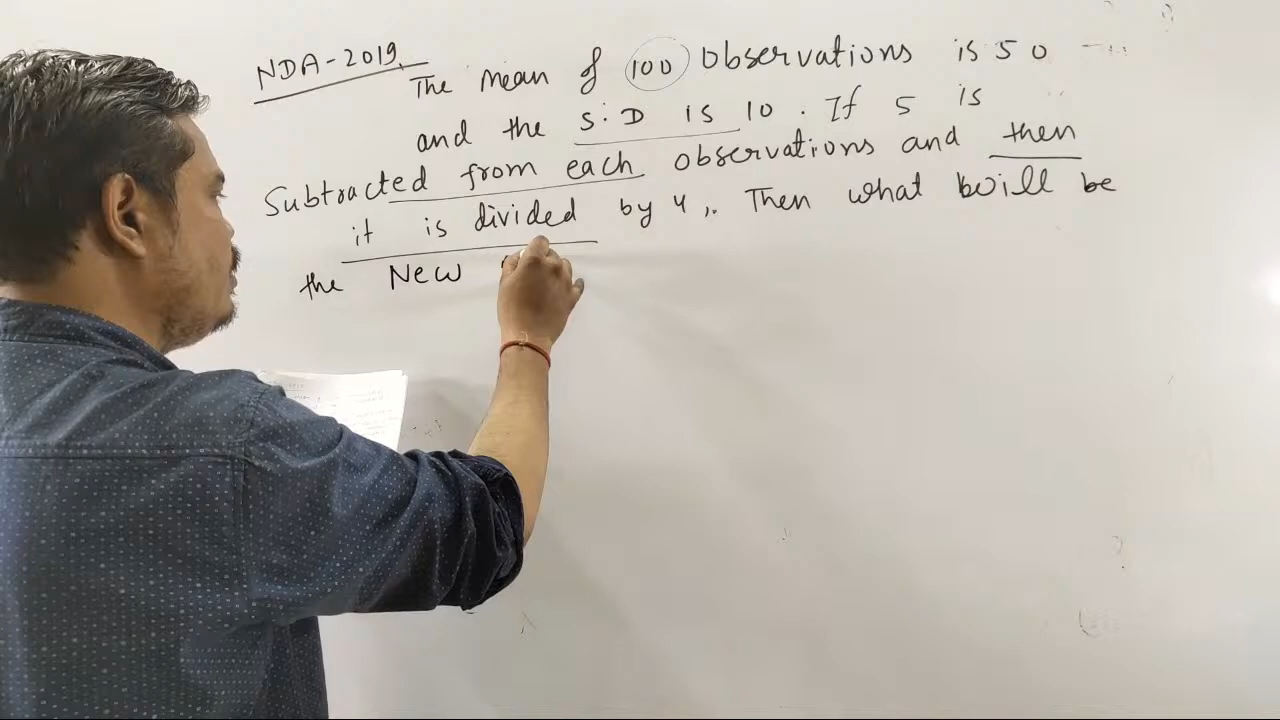 NDA-2019.
The mean of 100 Observations is 50
and the S.D is 10. If 5 is
Subtracted from each observations and then
it is divided by 4,. Then what will be
the New